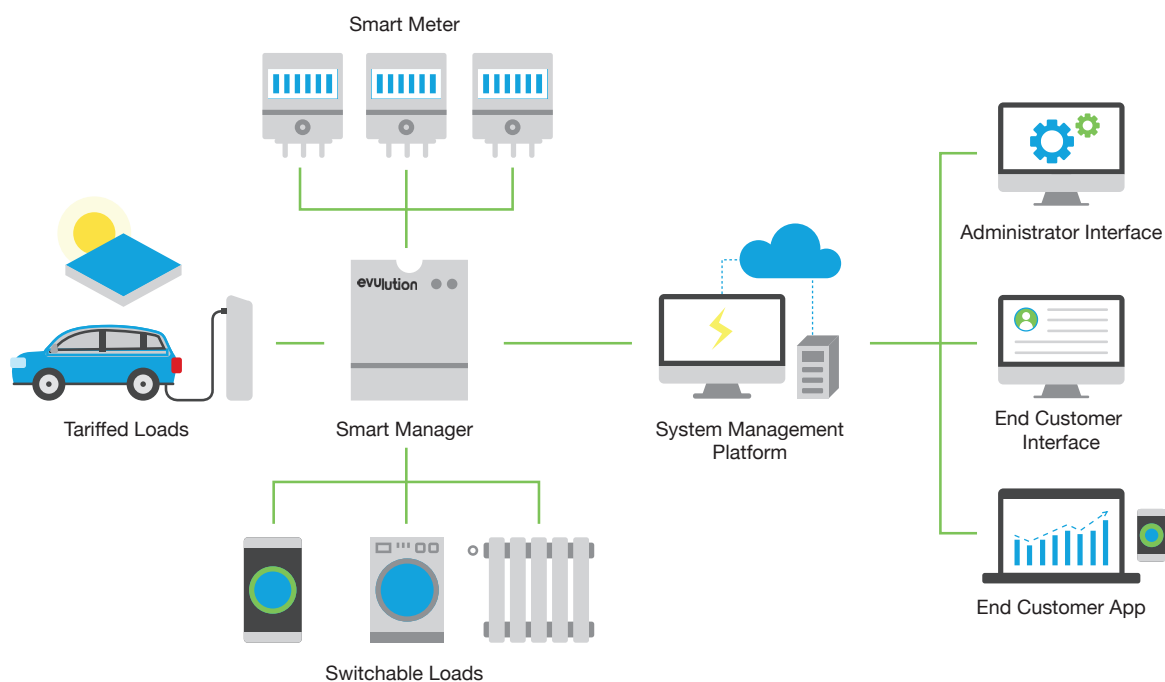 Smart Meter
evulution
Tariffed Loads
Smart Manager
System Management
Platform
Administrator Interface
End Customer
Interface
End Customer App
Switchable Loads